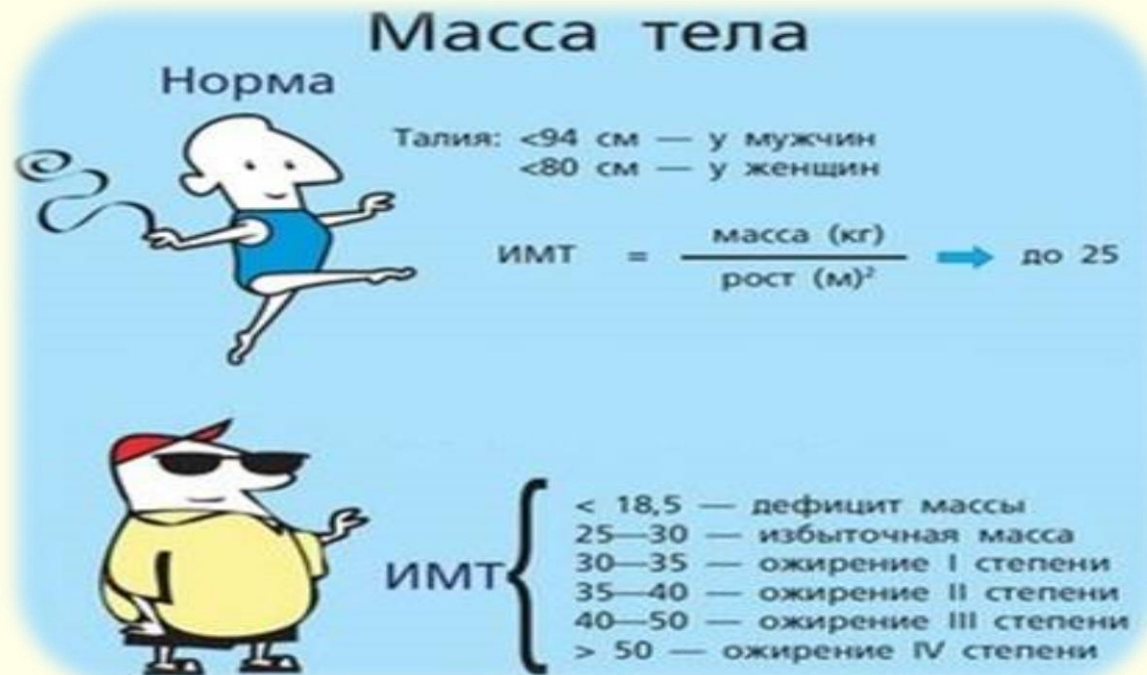 Масса тела
Норма
Талия: <94 см — у мужчин
<80 см — у женщин
ИМТ = масса (кг)
рост (м)² до 25
ИМТ
< 18,5 — дефицит массы
25—30 — избыточная масса
30—35 — ожирение I степени
35—40 — ожирение II степени
40—50 — ожирение III степени
> 50 — ожирение IV степени